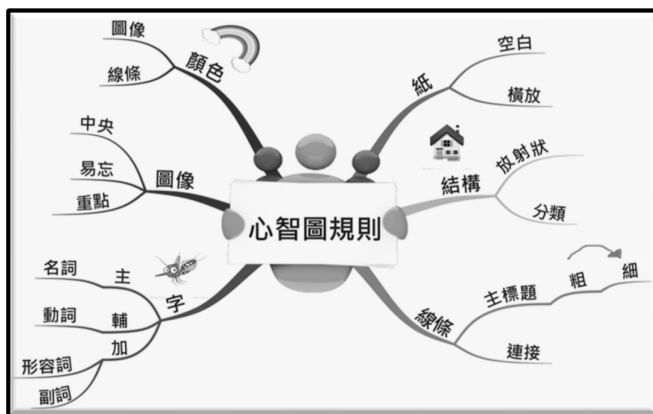 心智圖規則
紙
空白
橫放
結構
放射狀
分類
線條
主標題
粗
細
連接
字
主
名詞
輔
動詞
加
形容詞
副詞
圖像
中央
易忘
重點
顏色
圖像
線條